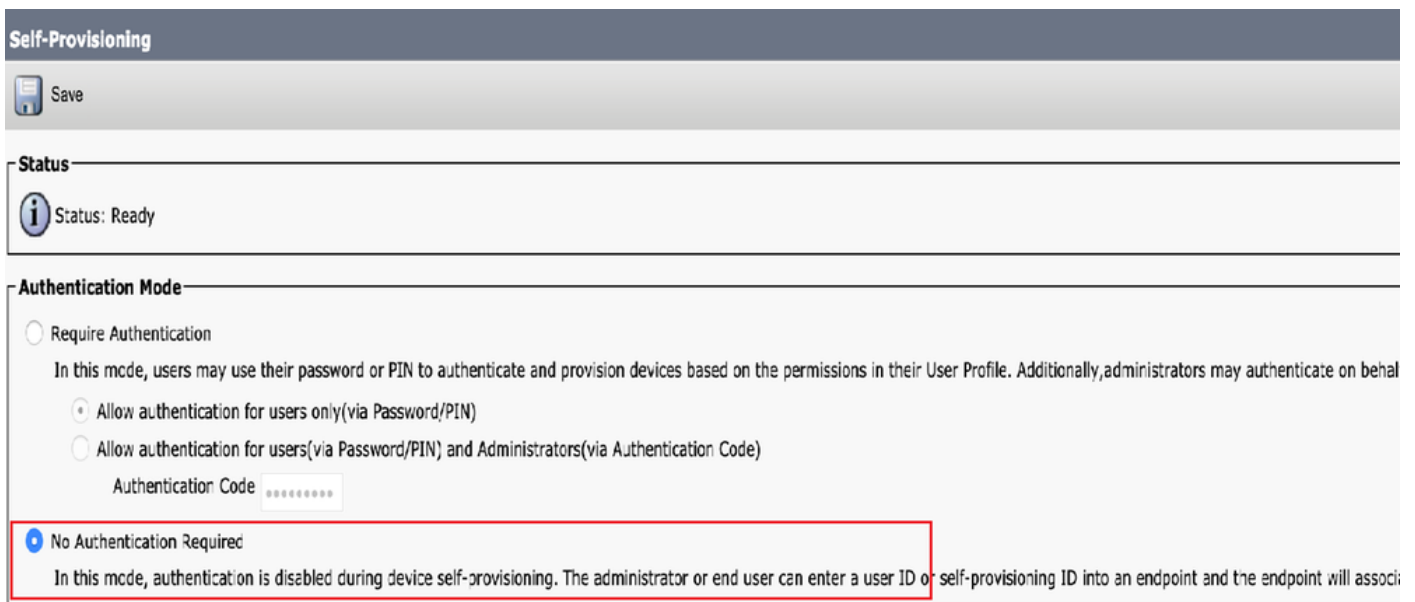 Self-Provisioning
Save
Status
Status: Ready
Authentication Mode
Require Authentication
In this mode, users may use their password or PIN to authenticate and provision devices based on the permissions in their User Profile. Additionally,administrators may authenticate on behal
Allow authentication for users only(via Password/PIN)
Allow authentication for users(via Password/PIN) and Administrators(via Authentication Code)
Authentication Code •••••••••
No Authentication Required
In this mode, authentication is disabled during device self-provisioning. The administrator or end user can enter a user ID or self-provisioning ID into an endpoint and the endpoint will associ